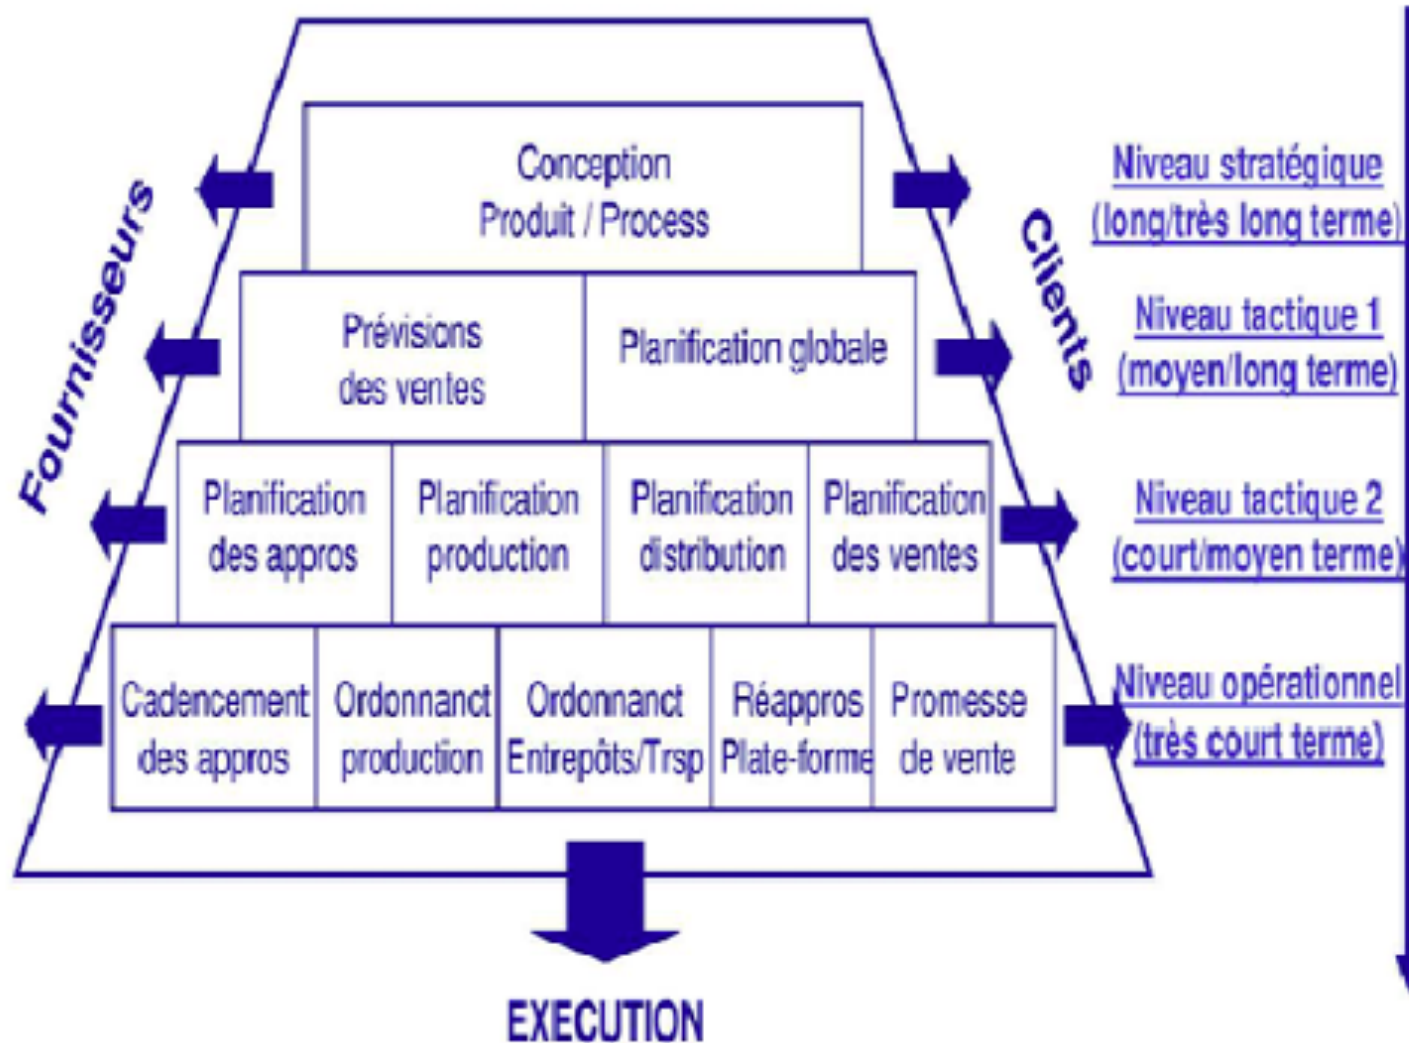 Conception
Produit / Process
Niveau stratégique
(long/très long terme)
Fournisseurs
Clients
Prévisions
des ventes
Planification globale
Niveau tactique 1
(moyen/long terme)
Planification
des appros
Planification
production
Planification
distribution
Planification
des ventes
Niveau tactique 2
(court/moyen terme)
Cadencement
des appros
Ordonnanct
production
Ordonnanct
Entrepôts/Trsp
Réappros
Plate-forme
Promesse
de vente
Niveau opérationnel
(très court terme)
EXECUTION